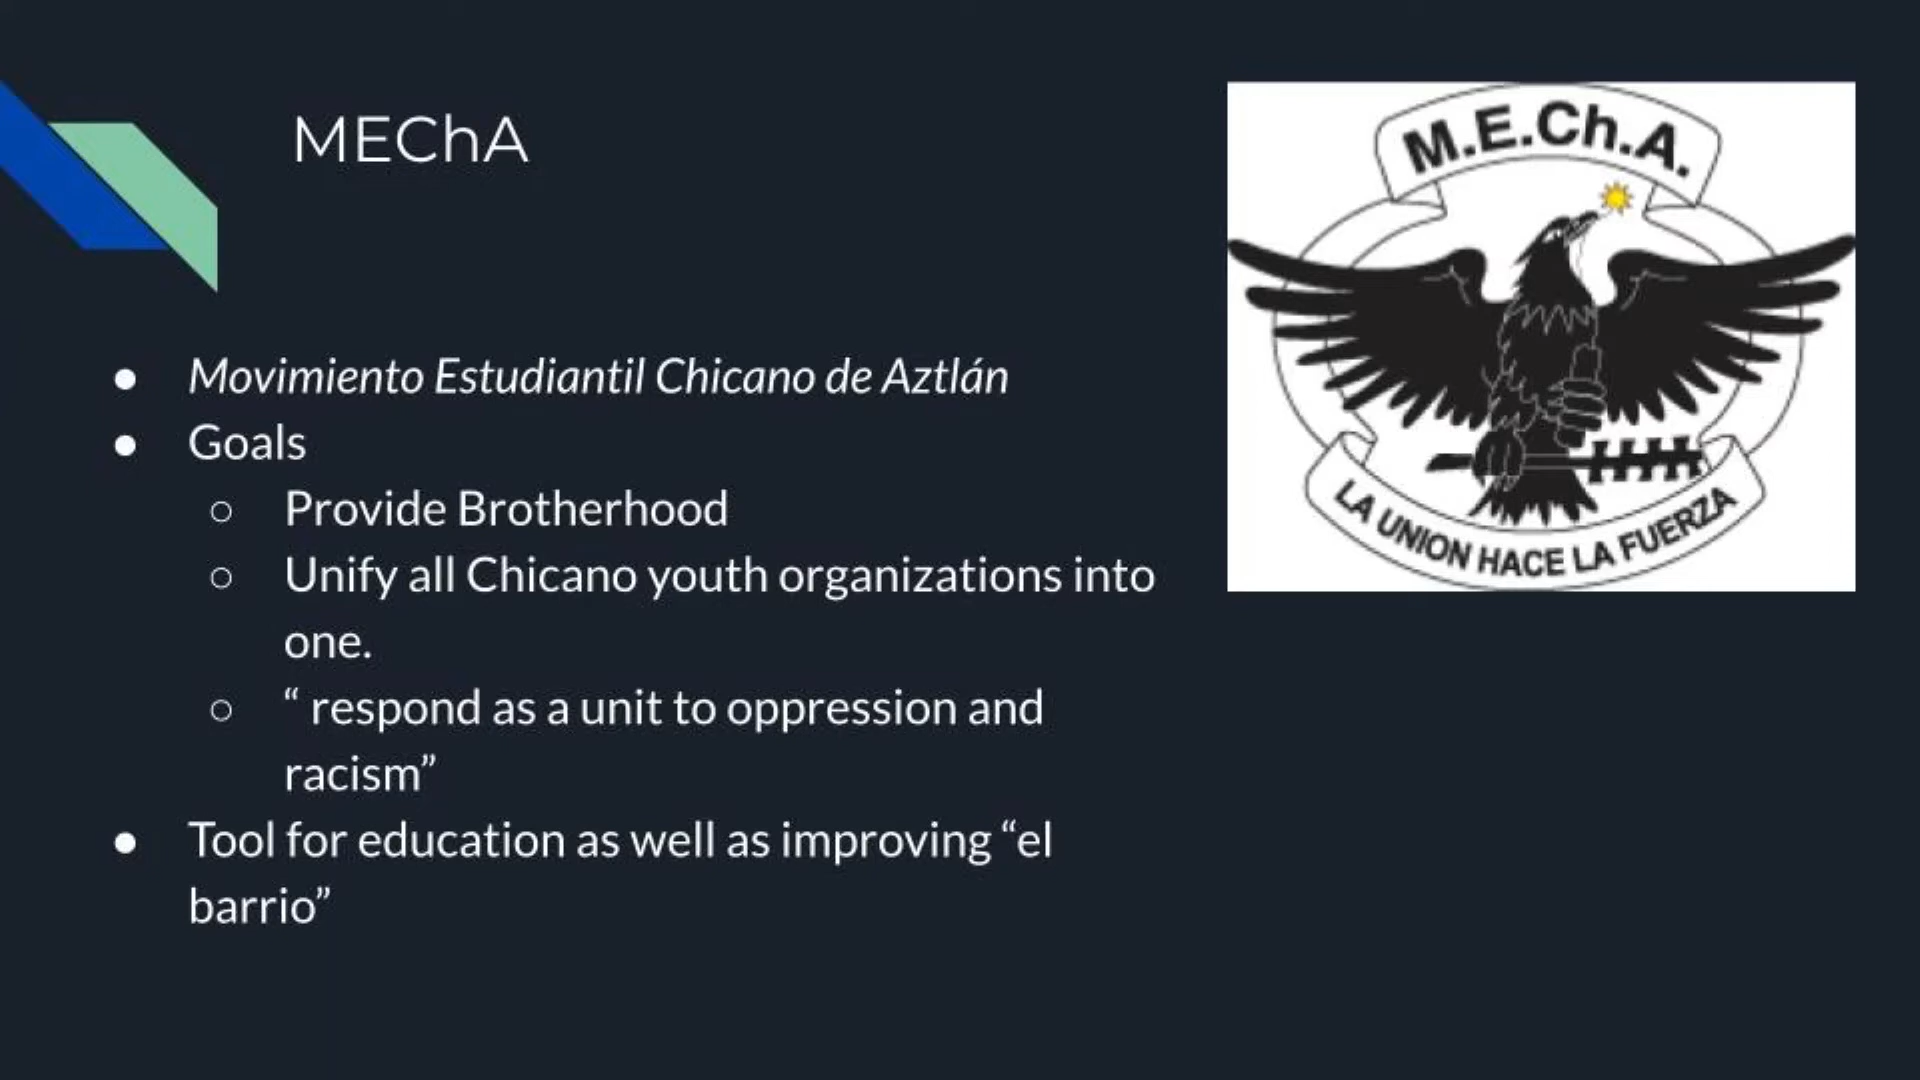 MEChA
M.E.Ch.A.
LA UNION HACE LA FUERZA
● Movimiento Estudiantil Chicano de Aztlán
● Goals
○ Provide Brotherhood
○ Unify all Chicano youth organizations into
one.
○ “ respond as a unit to oppression and
racism”
● Tool for education as well as improving “el
barrio”